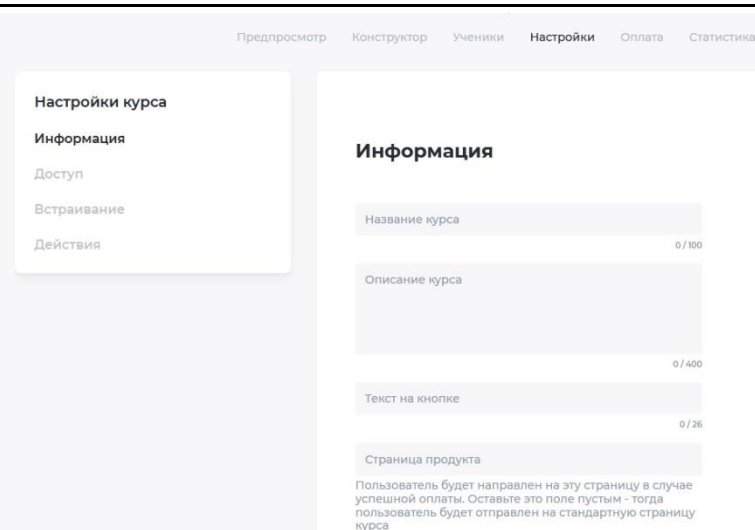 Предпросмотр Конструктор Ученики Настройки Оплата Статистика
Настройки курса
Информация
Доступ
Встраивание
Действия
Информация
Название курса
0 / 100
Описание курса
0 / 400
Текст на кнопке
0 / 26
Страница продукта
Пользователь будет направлен на эту страницу в случае
успешной оплаты. Оставьте это поле пустым - тогда
пользователь будет отправлен на стандартную страницу
курса